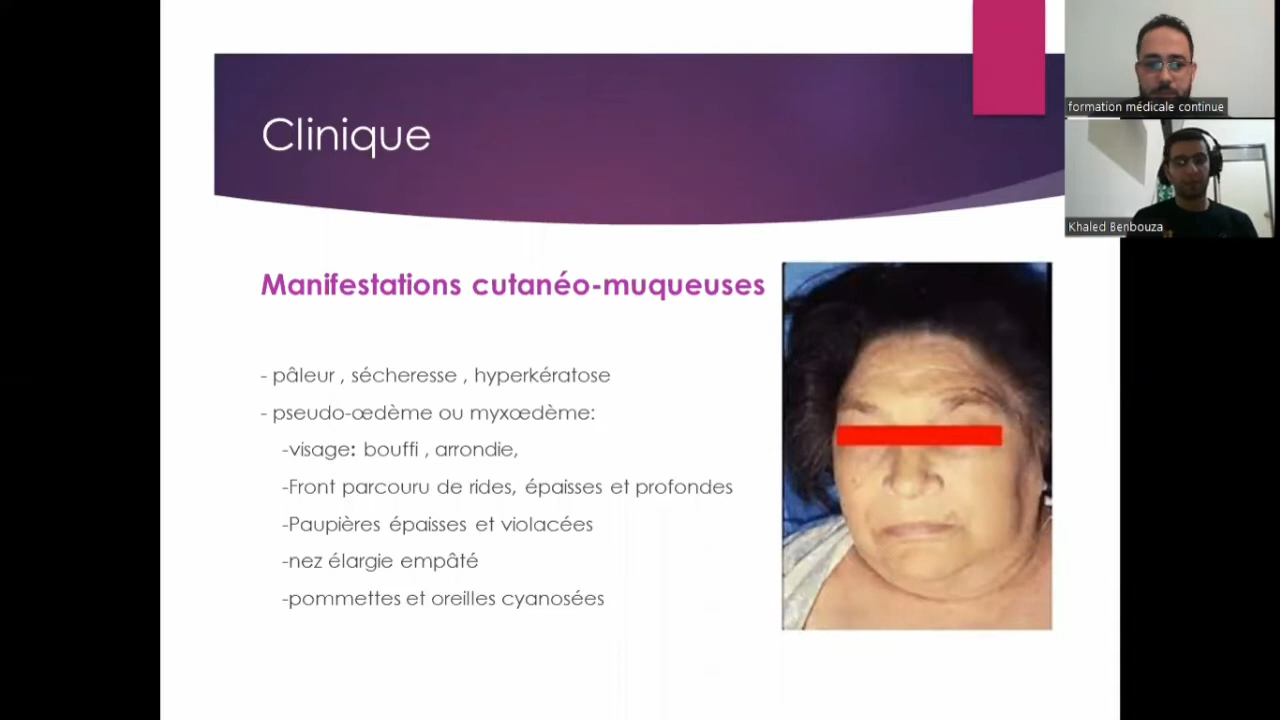 Clinique
formation médicale continue
Khaled Benbouza
Manifestations cutanéo-muqueuses
- pâleur , sécheresse , hyperkératose
- pseudo-œdème ou myxœdème:
-visage: bouffi , arrondie,
-Front parcouru de rides, épaisses et profondes
-Paupières épaisses et violacées
-nez élargie empâté
-pommettes et oreilles cyanosées